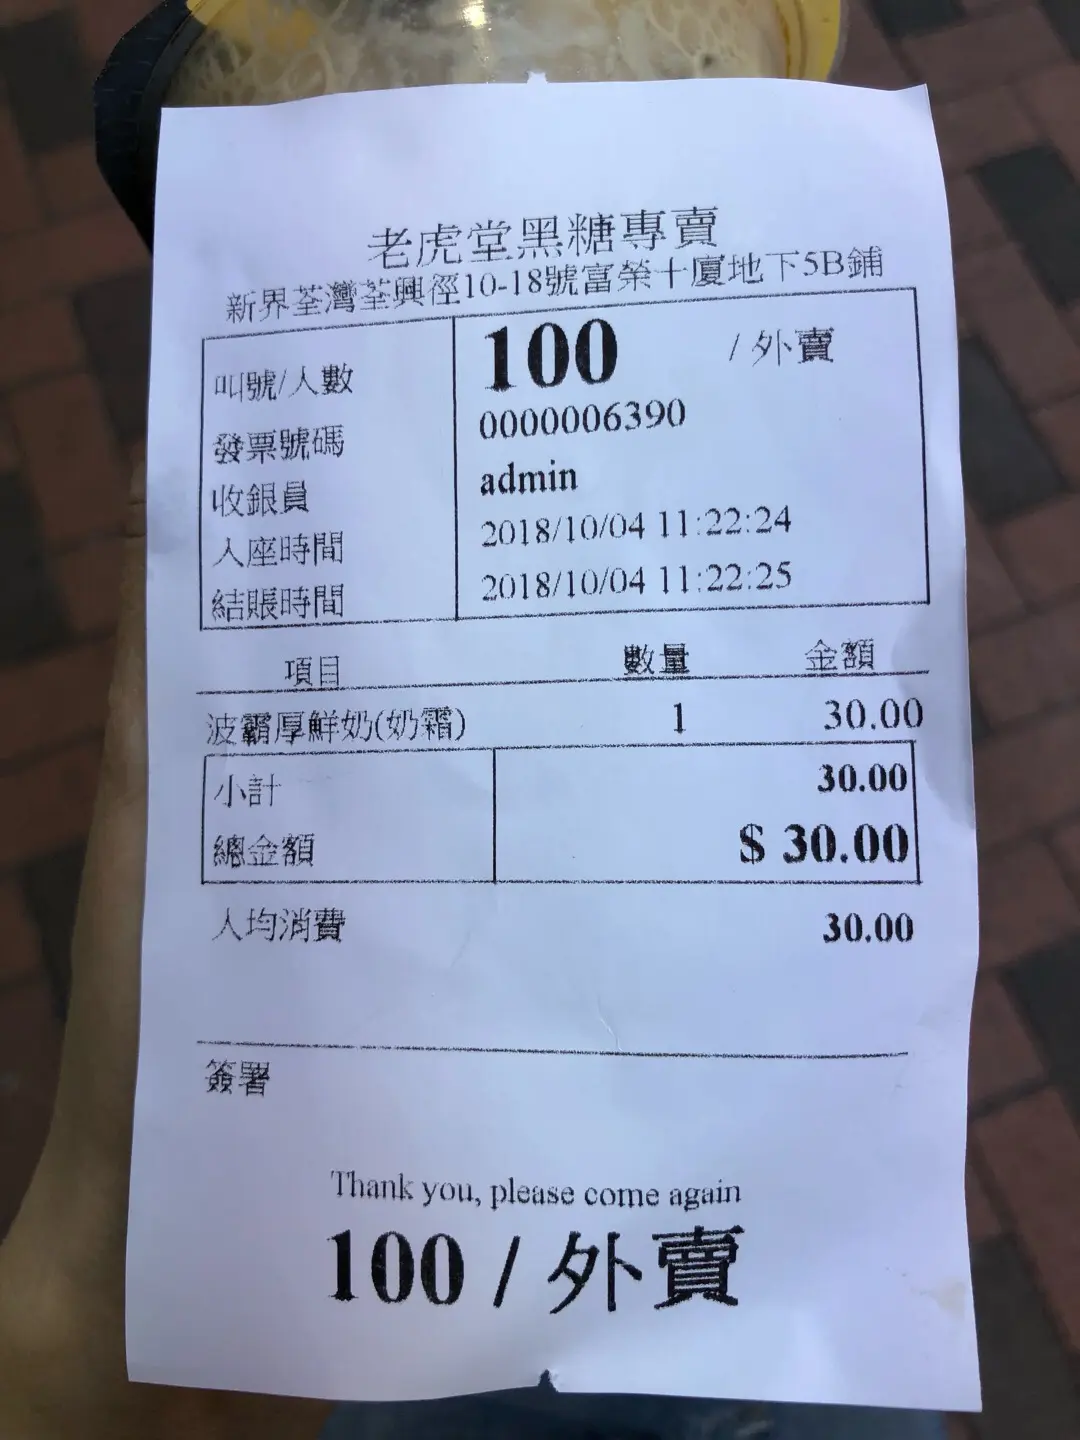 老虎堂黑糖專賣
新界荃灣荃興徑10-18號富榮十廈地下5B鋪
叫號/人數 100 / 外賣
發票號碼 0000006390
收銀員 admin
入座時間 2018/10/04 11:22:24
結賬時間 2018/10/04 11:22:25
項目 數量 金額
波霸厚鮮奶(奶霜) 1 30.00
小計 30.00
總金額 $ 30.00
人均消費 30.00
簽署
Thank you, please come again
100 / 外賣